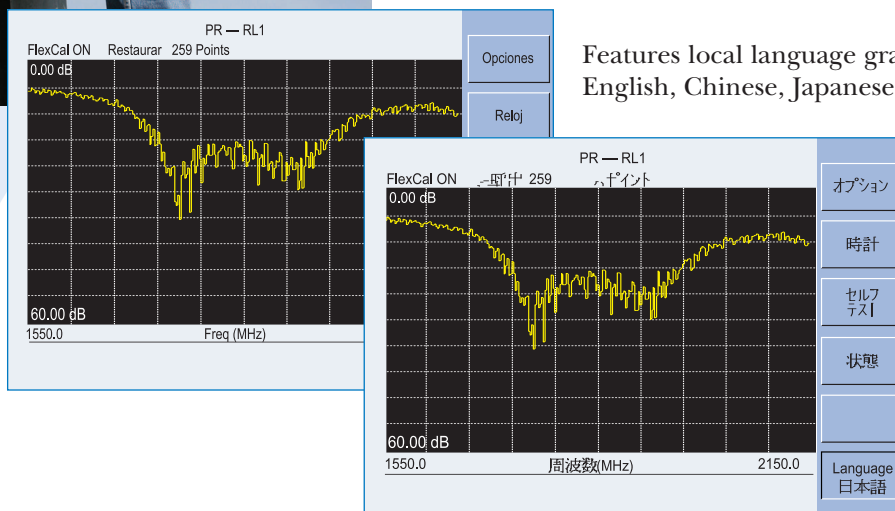 PR — RL1
FlexCal ON Restaurar 259 Points
0.00 dB
60.00 dB
1550.0 Freq (MHz)
Opciones
Reloj
Features local language gra
English, Chinese, Japanese
PR — RL1
FlexCal ON 259 ポイント
0.00 dB
60.00 dB
1550.0 周波数(MHz) 2150.0
オプション
時計
セルフ
状態
Language
日本語